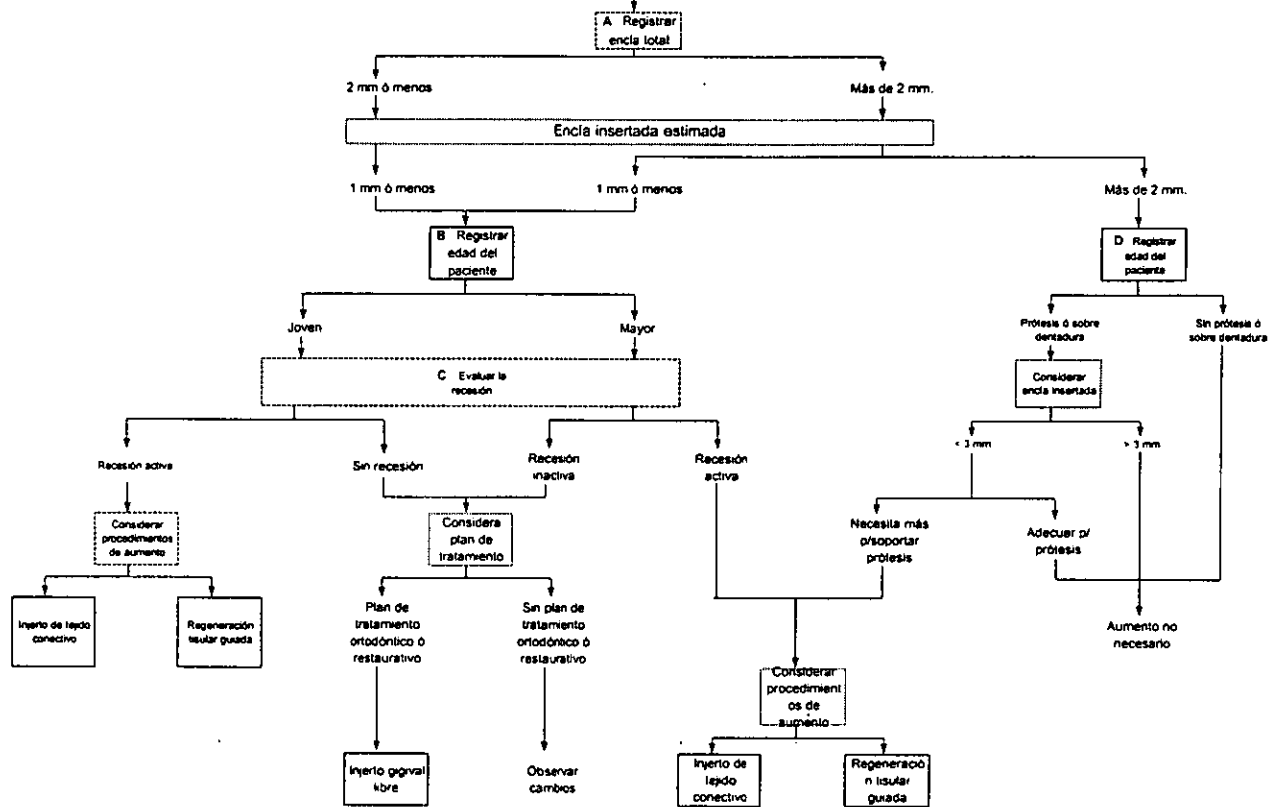 A Registrar
encía total
2 mm ó menos
Más de 2 mm.
Encía insertada estimada
1 mm ó menos
1 mm ó menos
Más de 2 mm.
B Registrar
edad del
paciente
D Registrar
edad del
paciente
Joven
Mayor
Prótesis ó sobre
dentadura
Sin prótesis ó
sobre dentadura
C Evaluar la
recesión
Considerar
encía insertada
< 3 mm
> 3 mm
Recesión activa
Sin recesión
Recesión
inactiva
Recesión
activa
Considerar
procedimientos
de aumento
Considera
plan de
tratamiento
Necesita más
p/soportar
prótesis
Adecuar p/
prótesis
Injerto de tejido
conectivo
Regeneración
tisular guiada
Plan de
tratamiento
ortodóntico ó
restaurativo
Sin plan de
tratamiento
ortodóntico ó
restaurativo
Aumento no
necesario
Considerar
procedimient
os de
aumento
Injerto gigival
libre
Observar
cambios
Injerto de
tejido
conectivo
Regeneració
n tisular
guiada